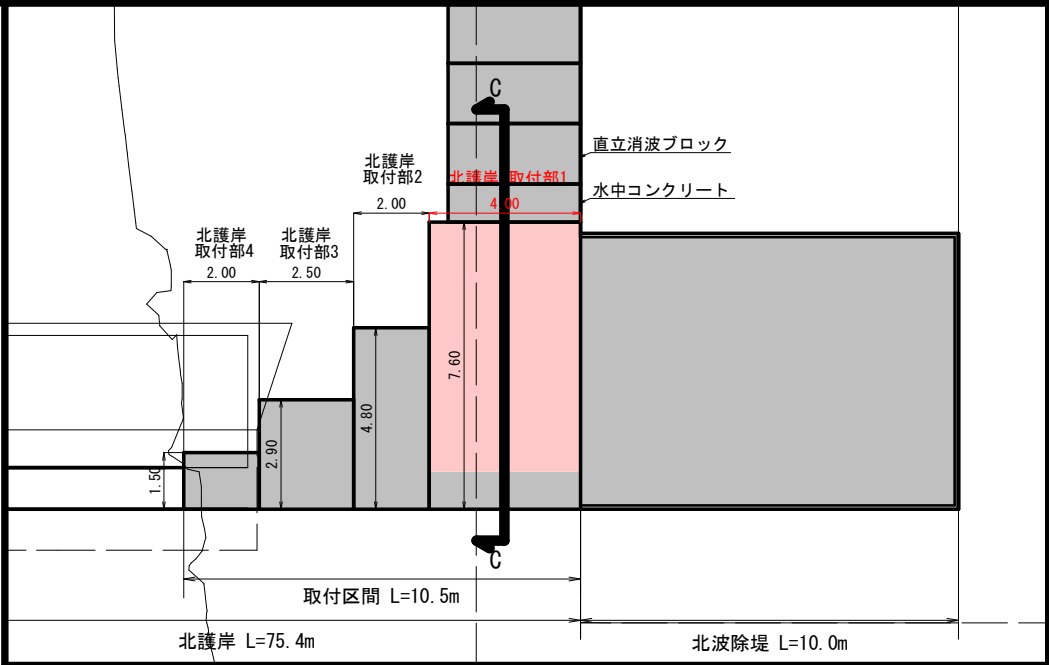 C
直立消波ブロック
北護岸
取付部2
北護岸 取付部1
水中コンクリート
2.00
4.00
北護岸
取付部4
北護岸
取付部3
2.00
2.50
7.60
4.80
2.90
1.50
C
取付区間 L=10.5m
北護岸 L=75.4m
北波除堤 L=10.0m